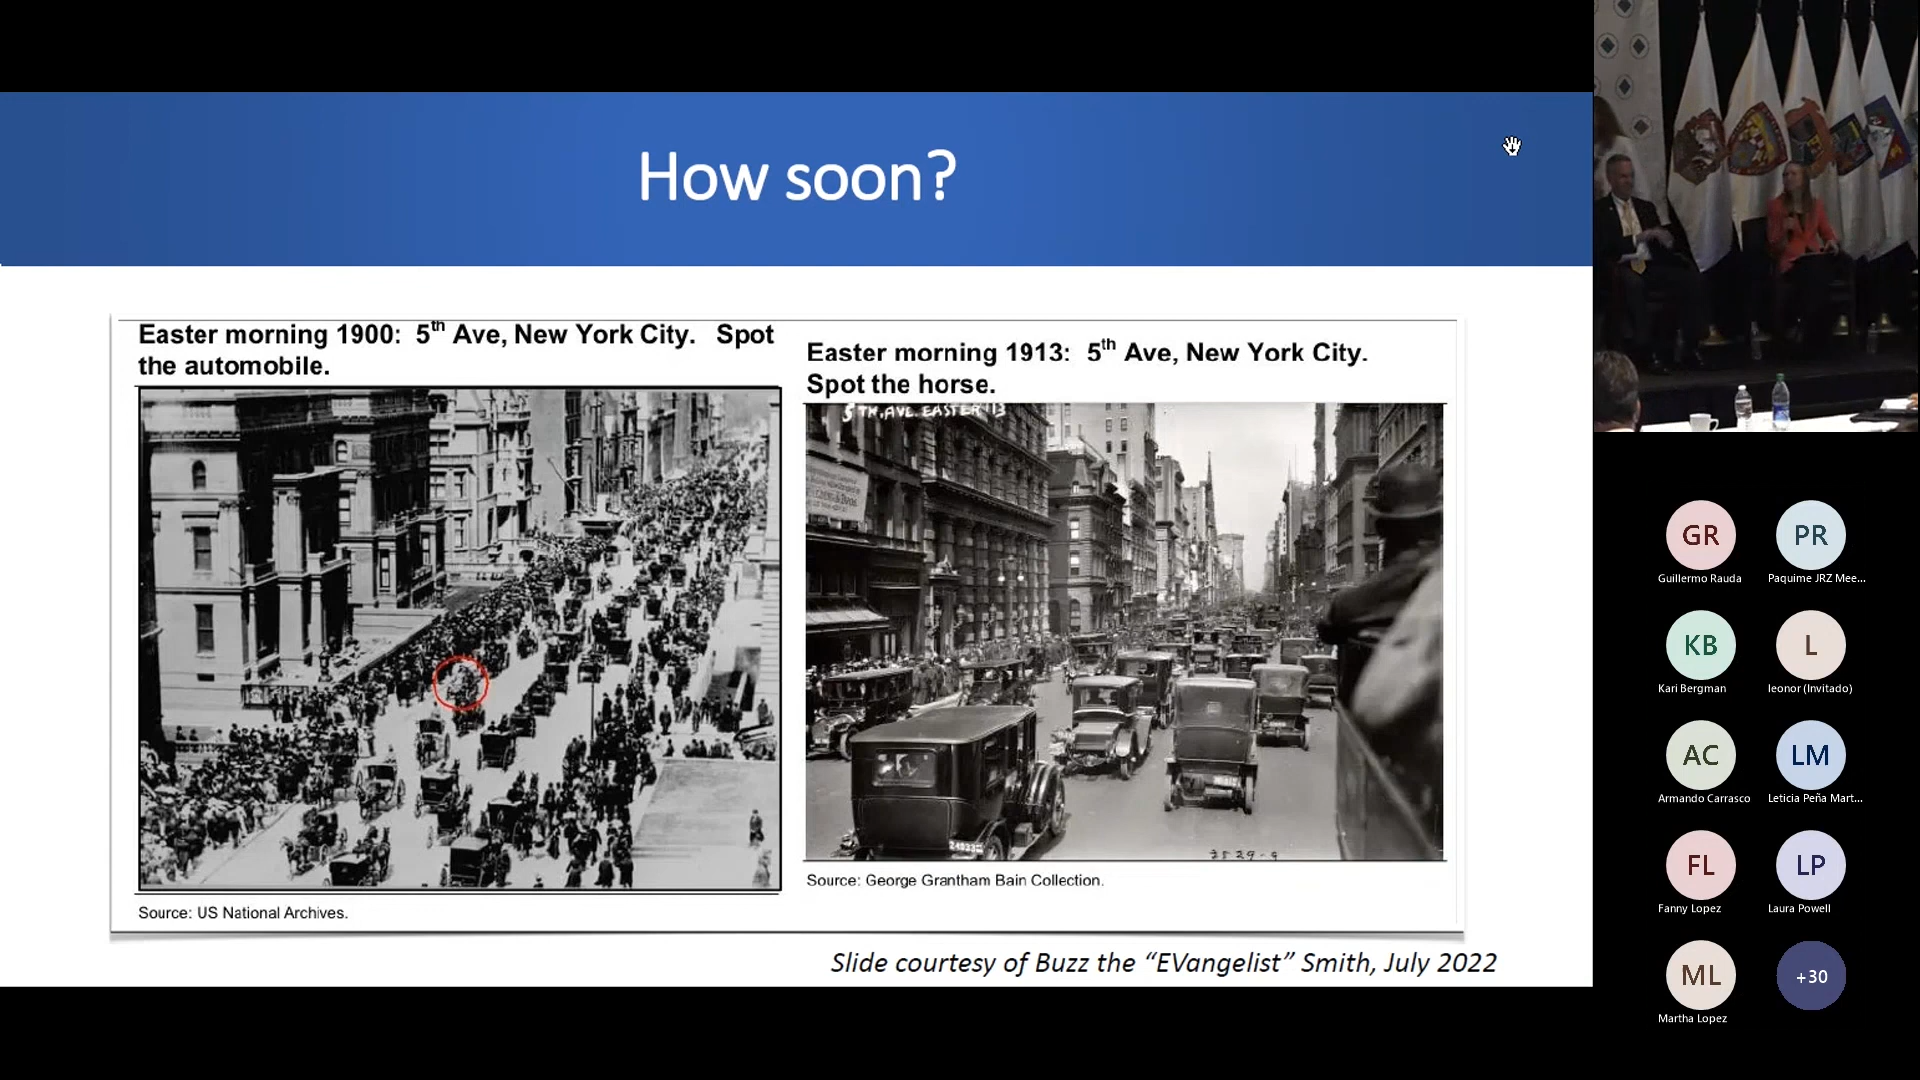 How soon?
Easter morning 1900: 5th Ave, New York City. Spot
the automobile.
Easter morning 1913: 5th Ave, New York City.
Spot the horse.
5TH. AVE. EASTER '13
Source: George Grantham Bain Collection.
Source: US National Archives.
Slide courtesy of Buzz the “EVangelist” Smith, July 2022
GR
Guillermo Rauda
PR
Paquime JRZ Mee...
KB
Kari Bergman
L
leonor (Invitado)
AC
Armando Carrasco
LM
Leticia Peña Mart...
FL
Fanny Lopez
LP
Laura Powell
ML
Martha Lopez
+30